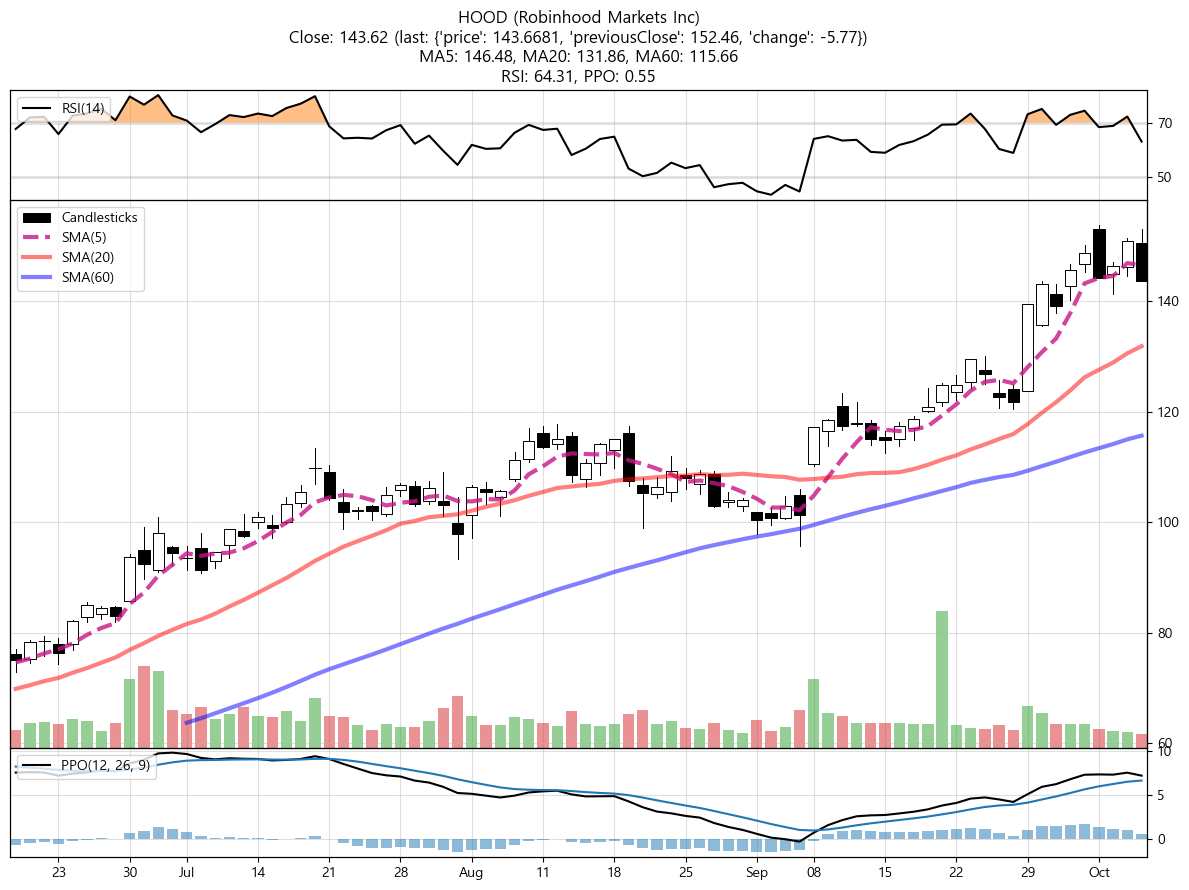 HOOD (Robinhood Markets Inc)
Close: 143.62 (last: {'price': 143.6681, 'previousClose': 152.46, 'change': -5.77})
MA5: 146.48, MA20: 131.86, MA60: 115.66
RSI: 64.31, PPO: 0.55
RSI(14)
70
50
Candlesticks
SMA(5)
SMA(20)
SMA(60)
140
120
100
80
60
PPO(12, 26, 9)
10
5
0
23 30 Jul 14 21 28 Aug 11 18 25 Sep 08 15 22 29 Oct